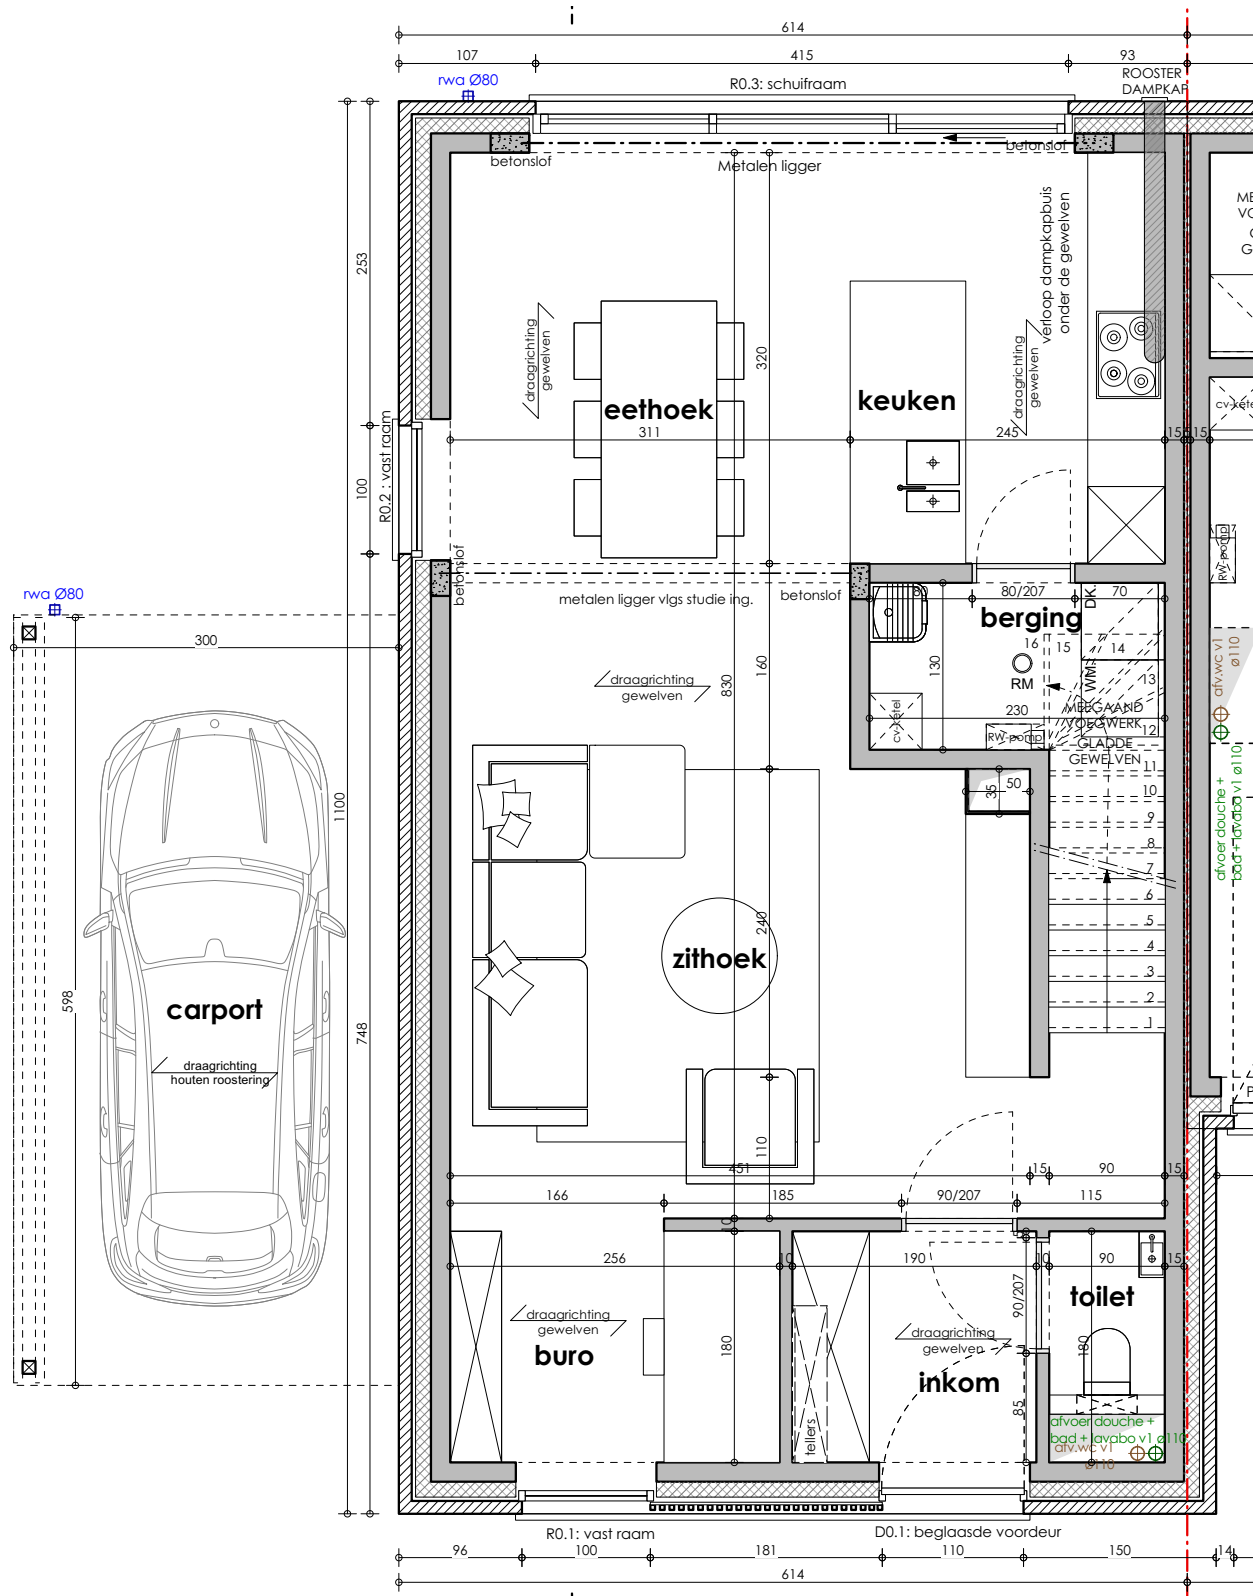 i
614
107
415
93
rwa Ø80
R0.3: schuifraam
ROOSTER
DAMPKAP
betonslof
Metalen ligger
betonslof
verloop dampkapbuis
onder de gewelven
253
draagrichting
gewelven
320
draagrichting
gewelven
eethoek
keuken
cv-ketel
311
245
15
15
100
R0.2 : vast raam
RW-pomp
betonslof
metalen ligger vlgs studie ing.
betonslof
80/207
DK.
70
berging
rwa Ø80
300
16
15
14
RM
13
WM.
130
160
830
draagrichting
gewelven
230
MEEGAAND
VOEGWERK
12
GLADDE
GEWELVEN
cv-ketel
RW-pomp
afv.wc v1
ø110
11
10
9
8
7
6
5
4
3
2
1
35
50
afvoer douche +
bad + lavabo v1 ø110
1100
240
zithoek
598
carport
748
draagrichting
houten roostering
P
110
451
15
90
15
166
185
90/207
115
10
256
10
190
10
90
15
90/207
toilet
draagrichting
gewelven
buro
180
draagrichting
gewelven
inkom
180
85
tellers
afvoer douche +
bad + lavabo v1 ø110
afv.wc v1
ø110
R0.1: vast raam
D0.1: beglaasde voordeur
96
100
181
110
150
14
614